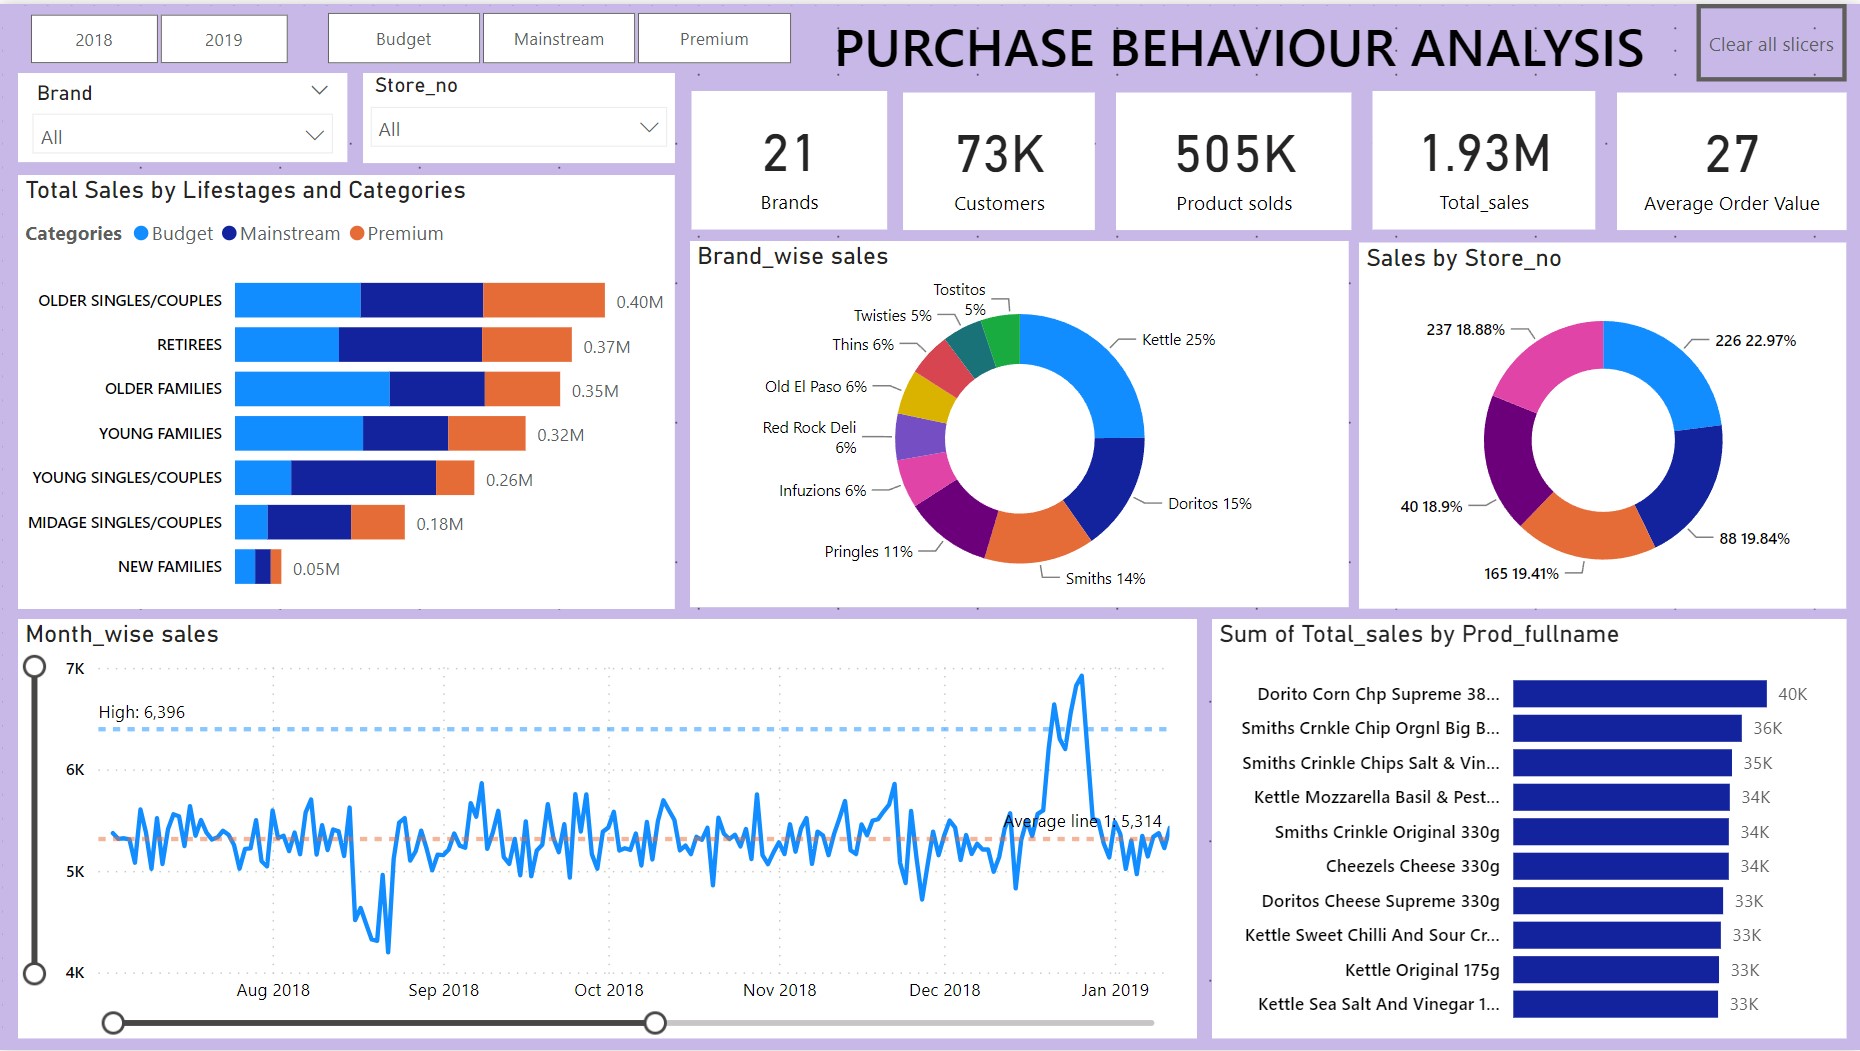 2018
2019
Budget
Mainstream
Premium
PURCHASE BEHAVIOUR ANALYSIS
Clear all slicers
Brand
All
Store_no
All
21
Brands
73K
Customers
505K
Product solds
1.93M
Total_sales
27
Average Order Value
Total Sales by Lifestages and Categories
Categories Budget Mainstream Premium
OLDER SINGLES/COUPLES 0.40M
RETIREES 0.37M
OLDER FAMILIES 0.35M
YOUNG FAMILIES 0.32M
YOUNG SINGLES/COUPLES 0.26M
MIDAGE SINGLES/COUPLES 0.18M
NEW FAMILIES 0.05M
Brand_wise sales
Tostitos
5%
Twisties 5%
Thins 6%
Old El Paso 6%
Red Rock Deli
6%
Infuzions 6%
Pringles 11%
Smiths 14%
Doritos 15%
Kettle 25%
Sales by Store_no
237 18.88%
226 22.97%
40 18.9%
88 19.84%
165 19.41%
Month_wise sales
7K
High: 6,396
6K
Average line 1: 5,314
5K
4K
Aug 2018 Sep 2018 Oct 2018 Nov 2018 Dec 2018 Jan 2019
Sum of Total_sales by Prod_fullname
Dorito Corn Chp Supreme 38... 40K
Smiths Crnkle Chip Orgnl Big B... 36K
Smiths Crinkle Chips Salt & Vin... 35K
Kettle Mozzarella Basil & Pest... 34K
Smiths Crinkle Original 330g 34K
Cheezels Cheese 330g 34K
Doritos Cheese Supreme 330g 33K
Kettle Sweet Chilli And Sour Cr... 33K
Kettle Original 175g 33K
Kettle Sea Salt And Vinegar 1... 33K